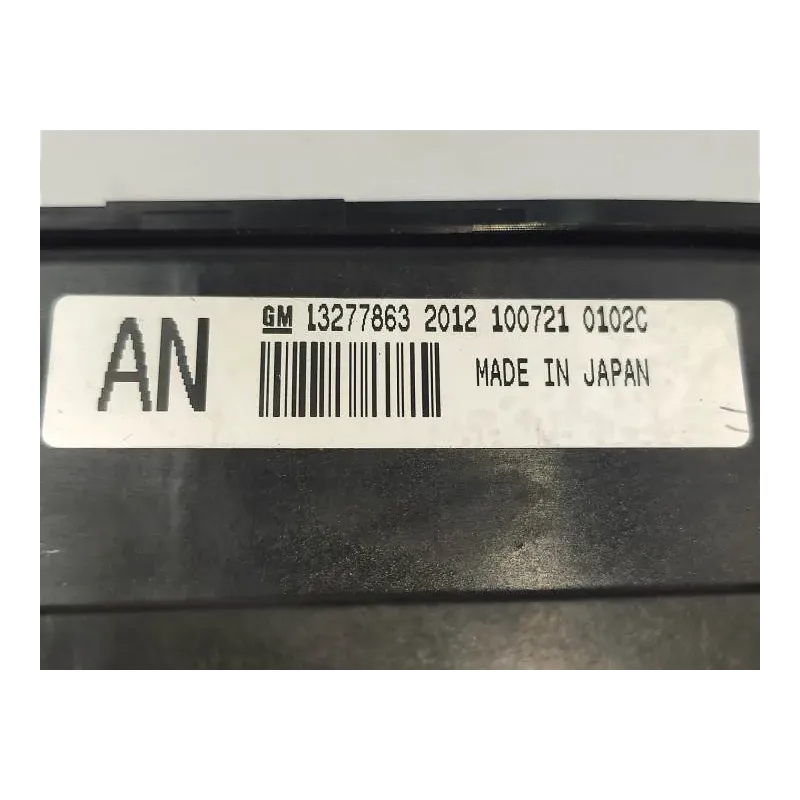 AN
GM 13277863 2012 100721 0102C
MADE IN JAPAN